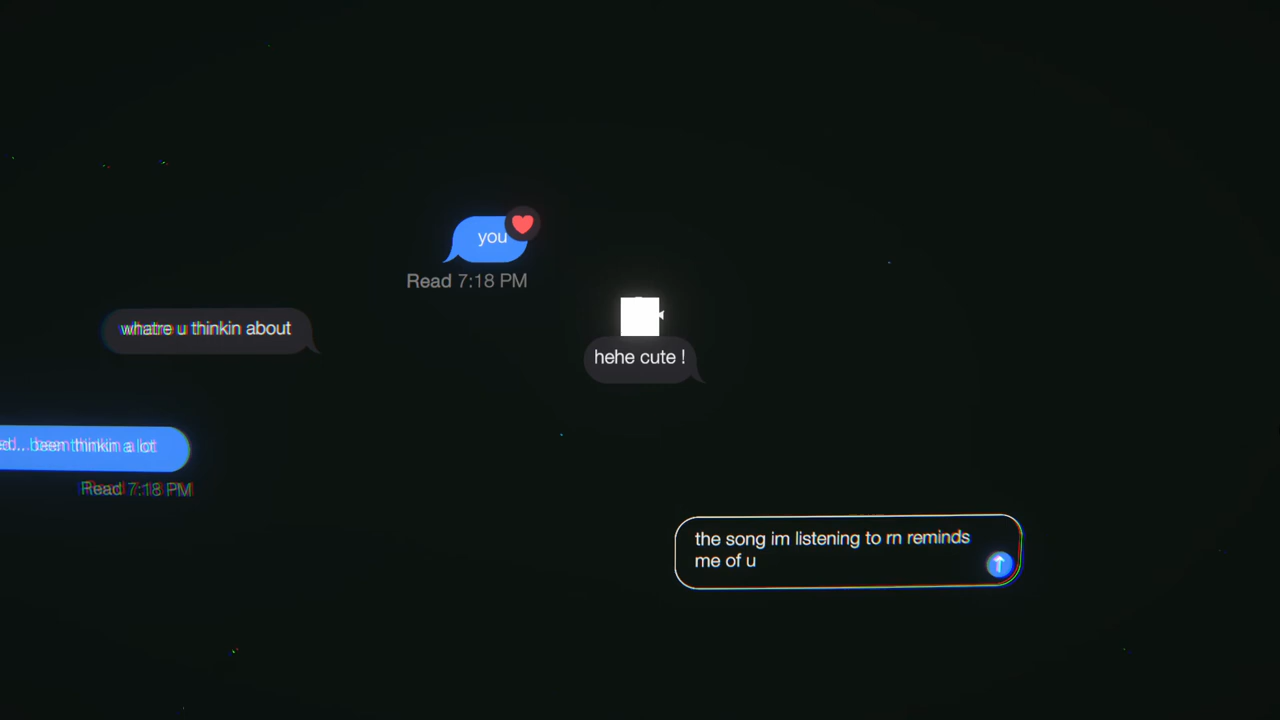 you
Read 7:18 PM
whatre u thinkin about
hehe cute !
been thinkin a lot
Read 7:18 PM
the song im listening to rn reminds
me of u